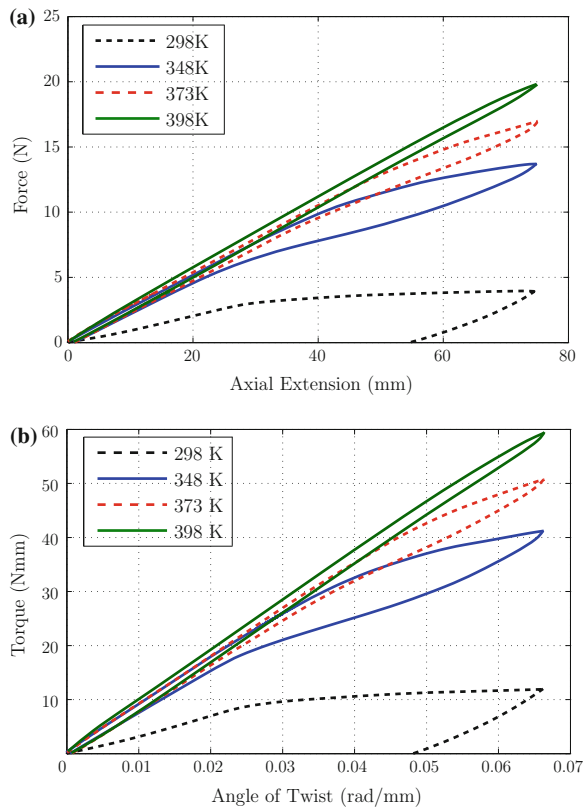 (a)
25
20
15
10
5
0
Force (N)
298K
348K
373K
398K
0 20 40 60 80
Axial Extension (mm)
(b)
60
50
40
30
20
10
Torque (Nmm)
298 K
348 K
373 K
398 K
0 0.01 0.02 0.03 0.04 0.05 0.06 0.07
Angle of Twist (rad/mm)